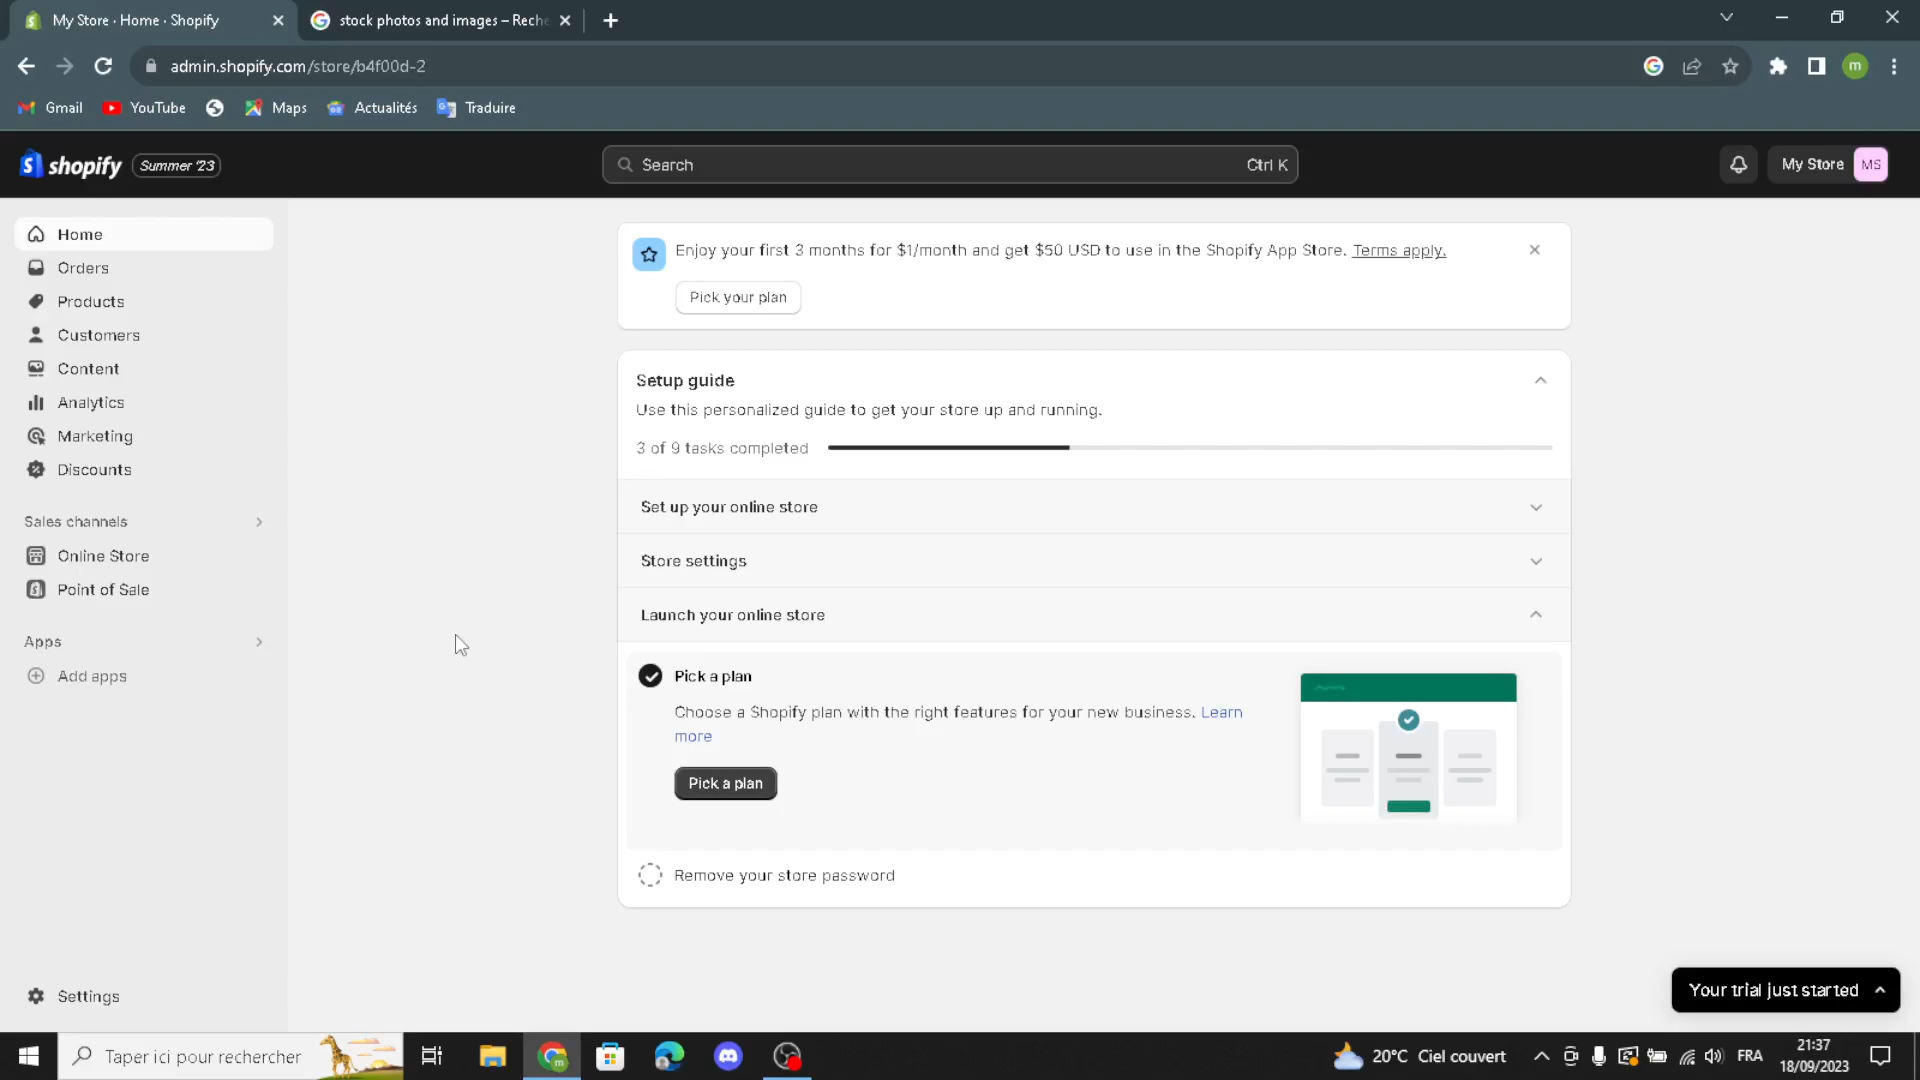 My Store · Home · Shopify
stock photos and images – Reche
admin.shopify.com/store/b4f00d-2
m
Gmail
YouTube
Maps
Actualités
Traduire
shopify
Summer '23
Search
Ctrl K
My Store
MS
Home
Orders
Products
Customers
Content
Analytics
Marketing
Discounts
Sales channels
Online Store
Point of Sale
Apps
Add apps
Settings
Enjoy your first 3 months for $1/month and get $50 USD to use in the Shopify App Store. Terms apply.
Pick your plan
Setup guide
Use this personalized guide to get your store up and running.
3 of 9 tasks completed
Set up your online store
Store settings
Launch your online store
Pick a plan
Choose a Shopify plan with the right features for your new business. Learn
more
Pick a plan
Remove your store password
Your trial just started
Taper ici pour rechercher
20°C Ciel couvert
FRA
21:37
18/09/2023